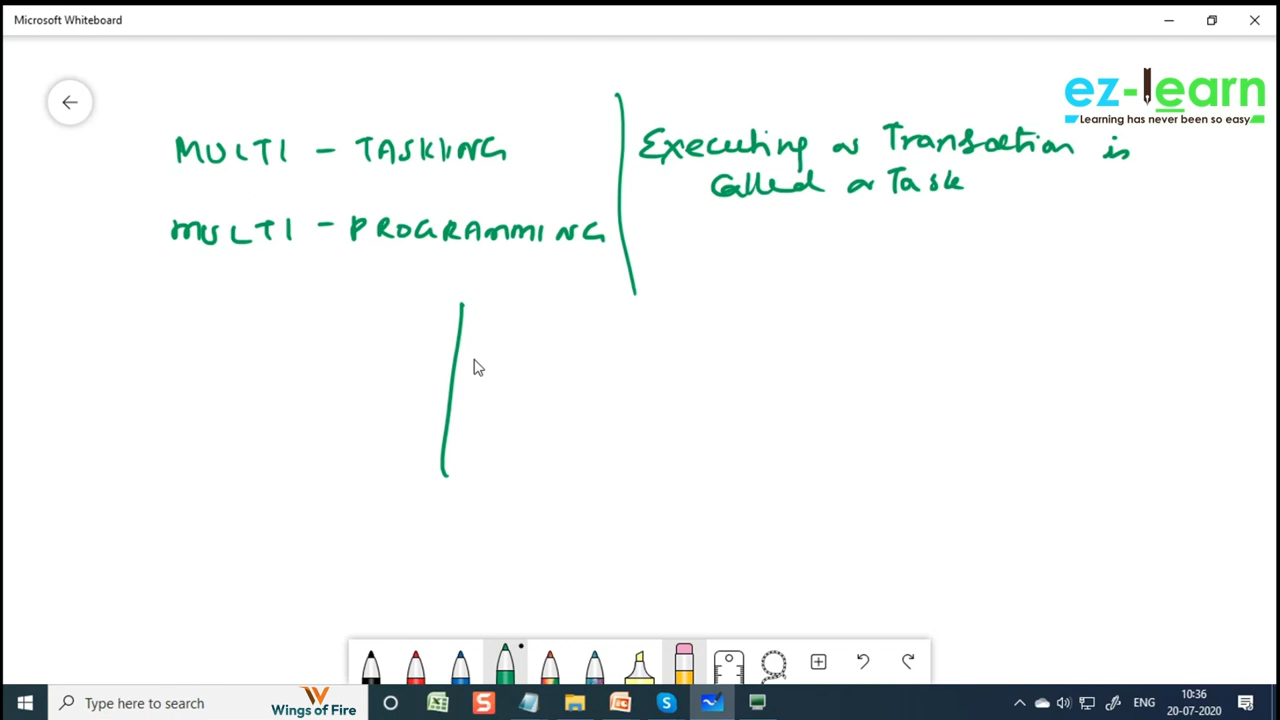 Microsoft Whiteboard
ez-learn
Learning has never been so easy
MULTI - TASKING
MULTI - PROGRAMMING
Executing a Transaction is
called a Task
Type here to search
Wings of Fire
ENG
10:36
20-07-2020